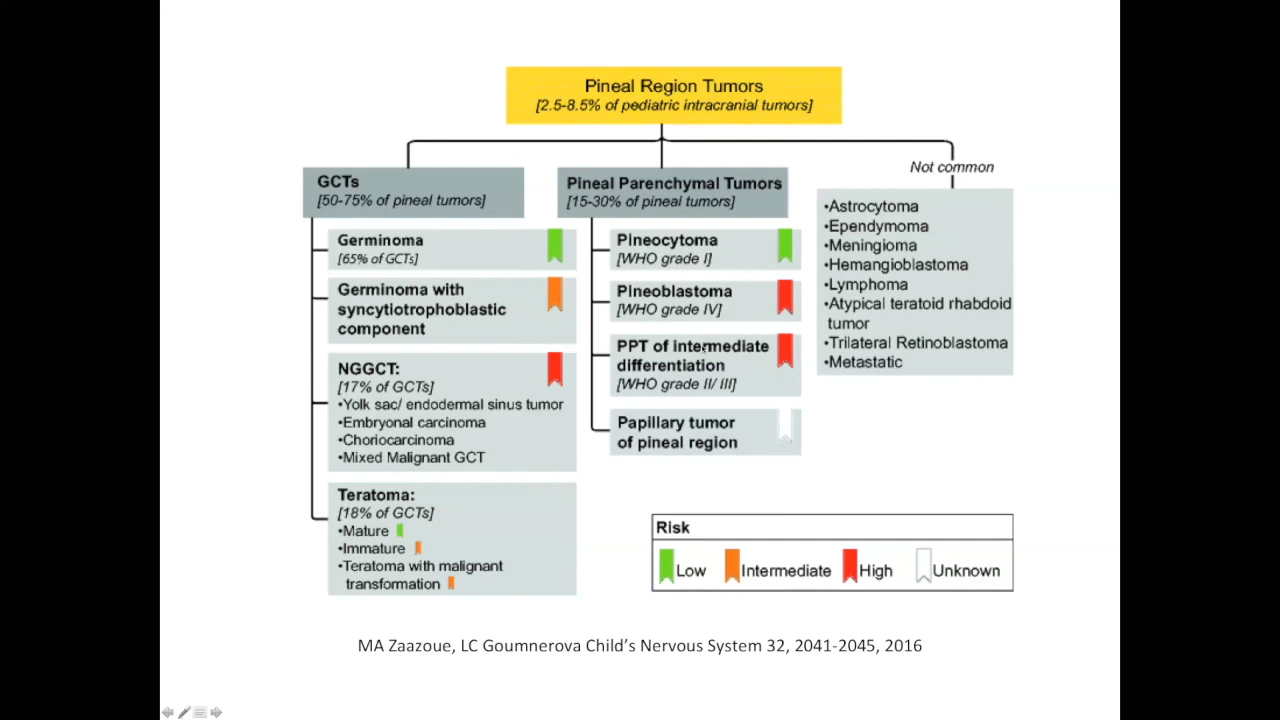 Pineal Region Tumors
[2.5-8.5% of pediatric intracranial tumors]
Not common
GCTs
[50-75% of pineal tumors]
Germinoma
[65% of GCTs]
Germinoma with
syncytiotrophoblastic
component
NGGCT:
[17% of GCTs]
•Yolk sac/ endodermal sinus tumor
•Embryonal carcinoma
•Choriocarcinoma
•Mixed Malignant GCT
Teratoma:
[18% of GCTs]
•Mature
•Immature
•Teratoma with malignant
transformation
Pineal Parenchymal Tumors
[15-30% of pineal tumors]
Pineocytoma
[WHO grade I]
Pineoblastoma
[WHO grade IV]
PPT of intermediate
differentiation
[WHO grade II/ III]
Papillary tumor
of pineal region
•Astrocytoma
•Ependymoma
•Meningioma
•Hemangioblastoma
•Lymphoma
•Atypical teratoid rhabdoid
tumor
•Trilateral Retinoblastoma
•Metastatic
Risk
Low
Intermediate
High
Unknown
MA Zaazoue, LC Goumnerova Child’s Nervous System 32, 2041-2045, 2016